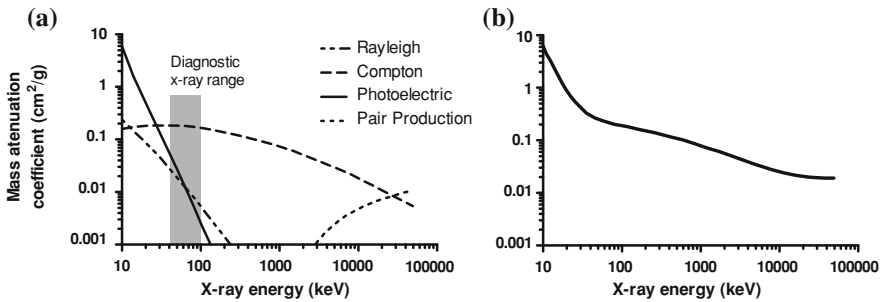 (a)
Mass atenuation
coefficient (cm²/g)
10
1
0.1
0.01
0.001
Diagnostic
x-ray range
Rayleigh
Compton
Photoelectric
Pair Production
10
100
1000
10000
100000
X-ray energy (keV)
(b)
10
1
0.1
0.01
0.001
10
100
1000
10000
100000
X-ray energy (keV)